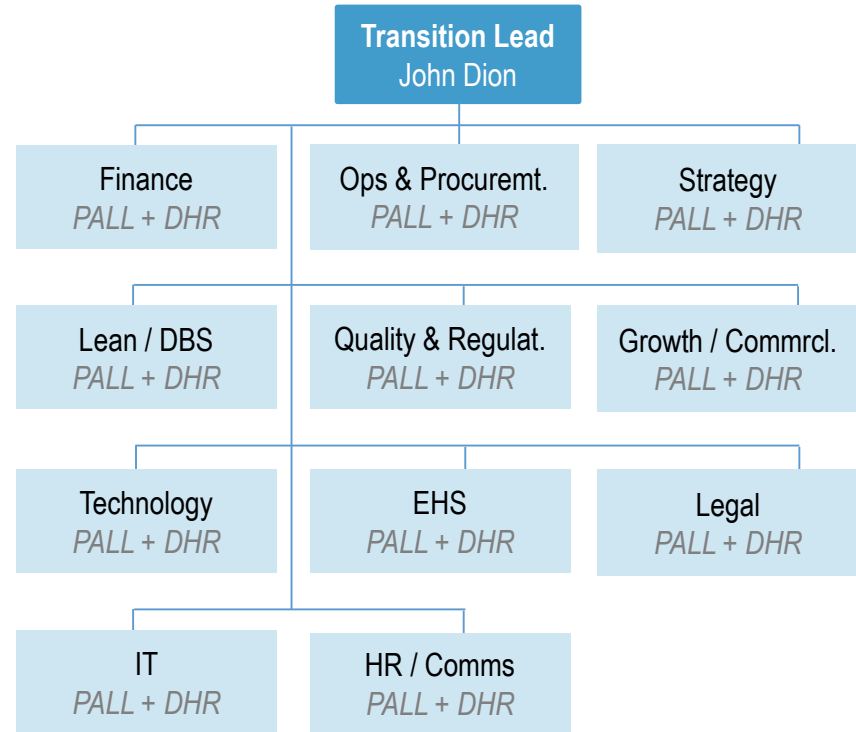 Transition Lead
John Dion
Finance
PALL + DHR
Ops & Procuremt.
PALL + DHR
Strategy
PALL + DHR
Lean / DBS
PALL + DHR
Quality & Regulat.
PALL + DHR
Growth / Commrcl.
PALL + DHR
Technology
PALL + DHR
EHS
PALL + DHR
Legal
PALL + DHR
IT
PALL + DHR
HR / Comms
PALL + DHR